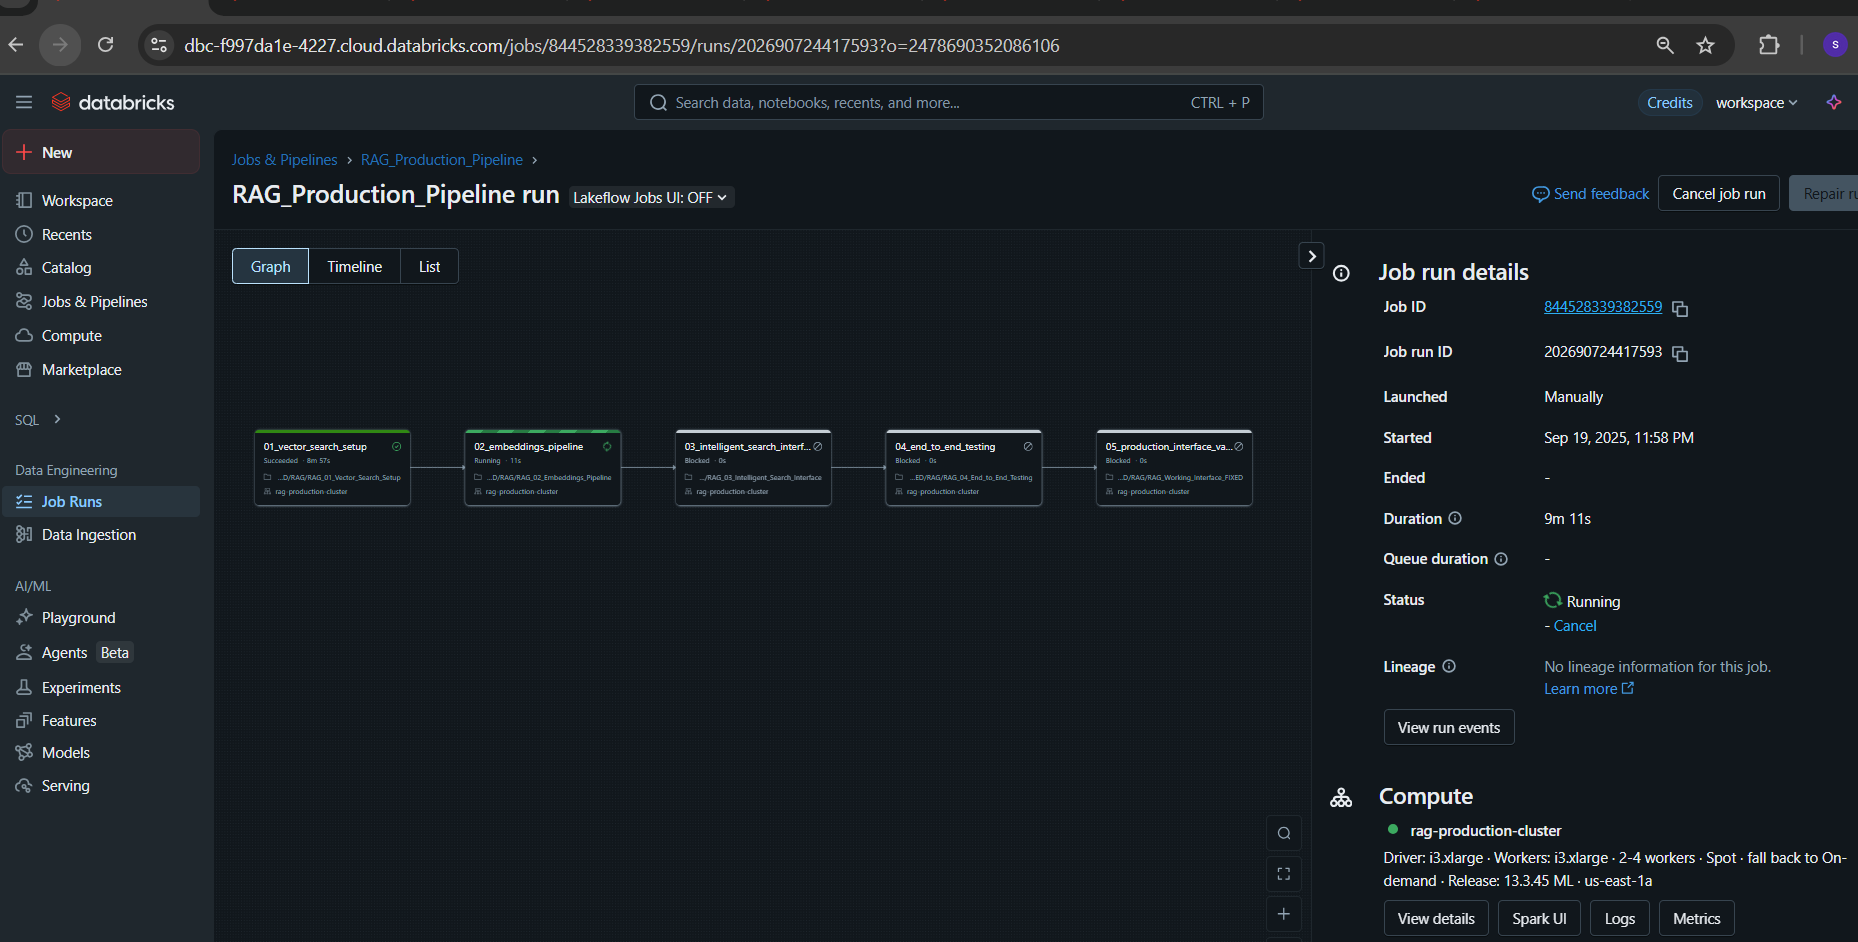 dbc-f997da1e-4227.cloud.databricks.com/jobs/844528339382559/runs/202690724417593?o=2478690352086106
S
databricks
Search data, notebooks, recents, and more...
CTRL + P
Credits
workspace
New
Workspace
Recents
Catalog
Jobs & Pipelines
Compute
Marketplace
SQL
Data Engineering
Job Runs
Data Ingestion
AI/ML
Playground
Agents Beta
Experiments
Features
Models
Serving
Jobs & Pipelines › RAG_Production_Pipeline ›
RAG_Production_Pipeline run
Lakeflow Jobs UI: OFF
Send feedback
Cancel job run
Repair ru
Graph
Timeline
List
01_vector_search_setup
Succeeded · 8m 57s
...D/RAG/RAG_01_Vector_Search_Setup
rag-production-cluster
02_embeddings_pipeline
Running · 11s
...D/RAG/RAG_02_Embeddings_Pipeline
rag-production-cluster
03_intelligent_search_interf...
Blocked · 0s
.../RAG_03_Intelligent_Search_Interface
rag-production-cluster
04_end_to_end_testing
Blocked · 0s
...ED/RAG/RAG_04_End_to_End_Testing
rag-production-cluster
05_production_interface_va...
Blocked · 0s
...D/RAG/RAG_Working_Interface_FIXED
rag-production-cluster
Job run details
Job ID
844528339382559
Job run ID
202690724417593
Launched
Manually
Started
Sep 19, 2025, 11:58 PM
Ended
-
Duration
9m 11s
Queue duration
-
Status
Running
- Cancel
Lineage
No lineage information for this job.
Learn more
View run events
Compute
rag-production-cluster
Driver: i3.xlarge · Workers: i3.xlarge · 2-4 workers · Spot · fall back to On-
demand · Release: 13.3.45 ML · us-east-1a
View details
Spark UI
Logs
Metrics